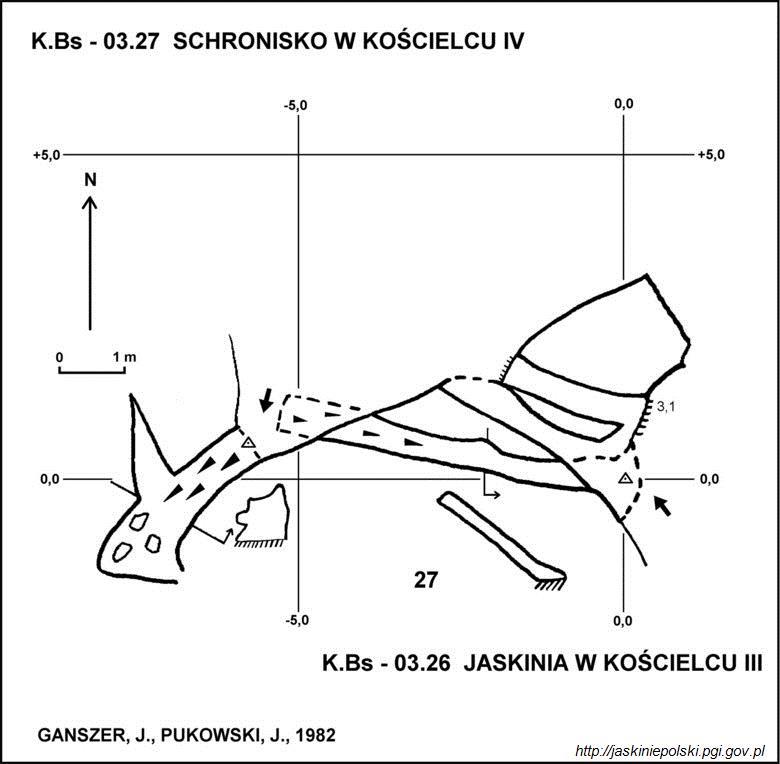 K.Bs - 03.27 SCHRONISKO W KOŚCIELCU IV
-5,0
0,0
+5,0
+5,0
N
0
1 m
3,1
0,0
0,0
27
-5,0
0,0
K.Bs - 03.26 JASKINIA W KOŚCIELCU III
GANSZER, J., PUKOWSKI, J., 1982
http://jaskiniepolski.pgi.gov.pl